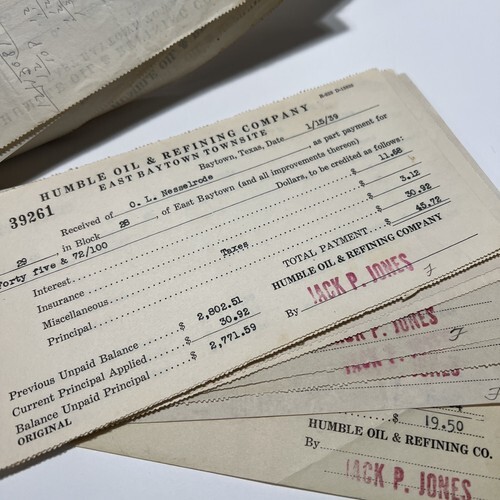 HUMBLE OIL & REFINING COMPANY
EAST BAYTOWN TOWNSITE
39261
Baytown, Texas, Date 1/15/39
Received of O. L. Nesselrode, as part payment for
29 in Block 28 of East Baytown (and all improvements thereon)
Forty five & 72/100 Dollars, to be credited as follows:
Interest $ 11.68
Insurance
Miscellaneous Taxes $ 3.12
Principal $ 30.92
TOTAL PAYMENT $ 45.72
HUMBLE OIL & REFINING COMPANY
By JACK P. JONES
Previous Unpaid Balance $ 2,802.51
Current Principal Applied $ 30.92
Balance Unpaid Principal $ 2,771.59
ORIGINAL
JACK P. JONES
JACK P. JONES
$ 19.50
HUMBLE OIL & REFINING CO.
By JACK P. JONES